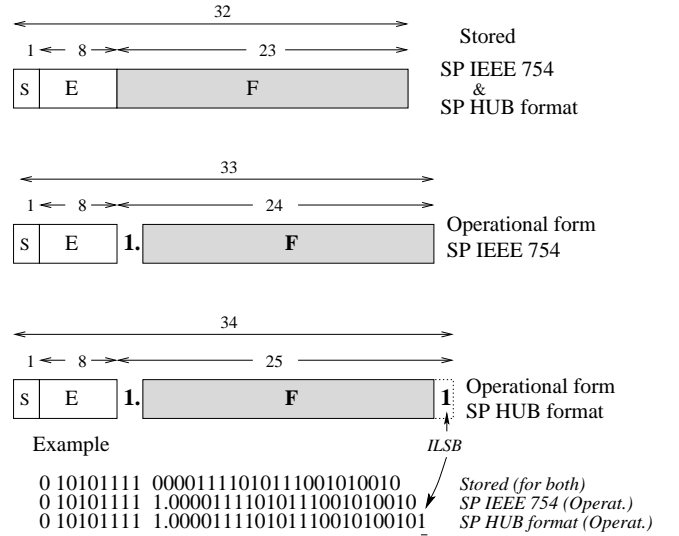 32
1 8 23
S E F
Stored
SP IEEE 754
&
SP HUB format
33
1 8 24
S E 1. F
Operational form
SP IEEE 754
34
1 8 25
S E 1. F 1
Operational form
SP HUB format
Example
ILSB
0 10101111 00001111010111001010010 Stored (for both)
0 10101111 1.00001111010111001010010 SP IEEE 754 (Operat.)
0 10101111 1.000011110101110010100101 SP HUB format (Operat.)